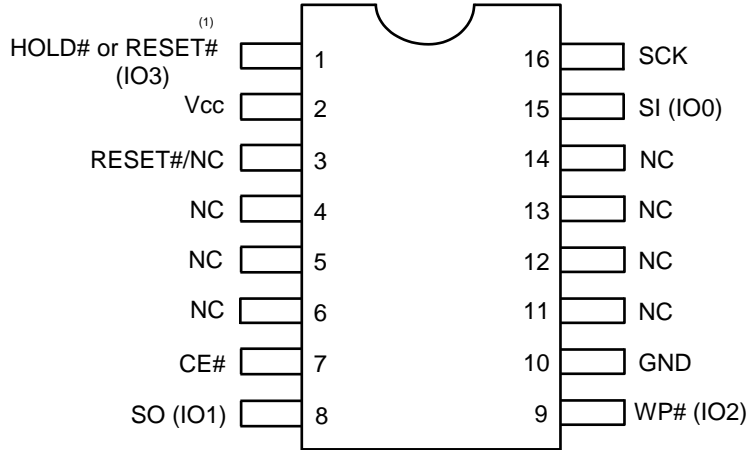 (1)
HOLD# or RESET# 1 16 SCK
(IO3)
Vcc 2 15 SI (IO0)
RESET#/NC 3 14 NC
NC 4 13 NC
NC 5 12 NC
NC 6 11 NC
CE# 7 10 GND
SO (IO1) 8 9 WP# (IO2)